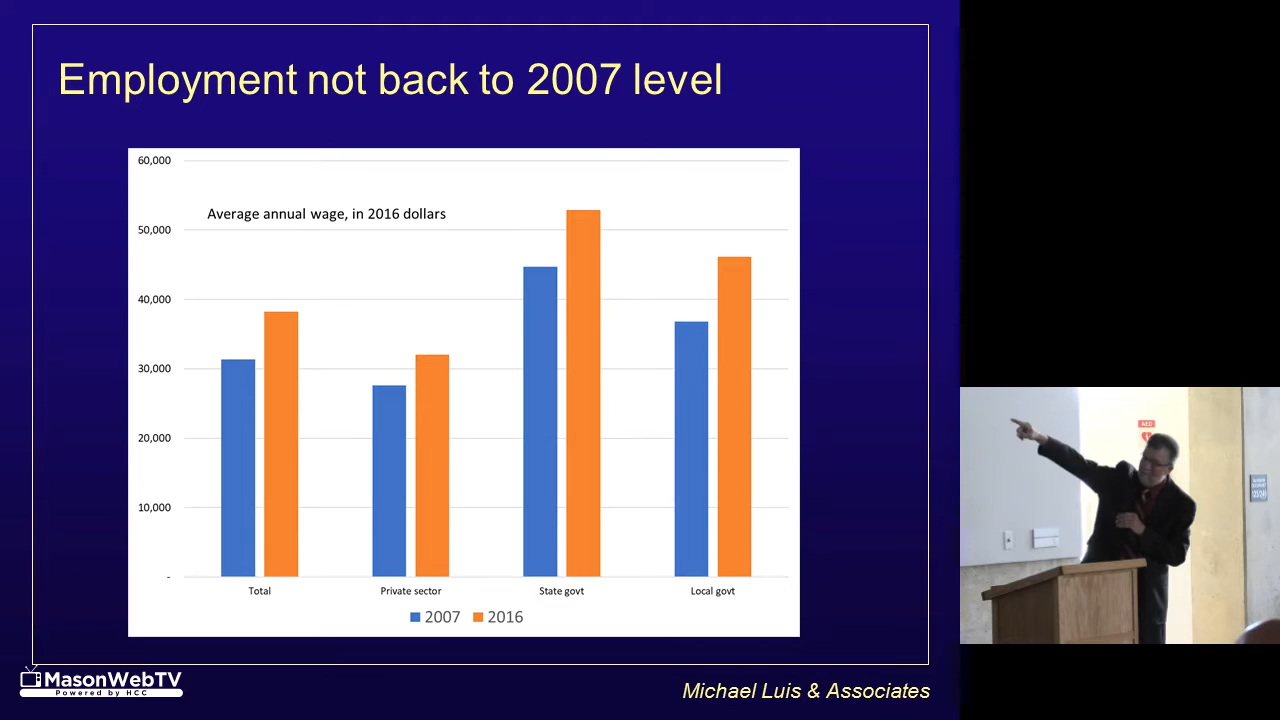 Employment not back to 2007 level
60,000
Average annual wage, in 2016 dollars
50,000
40,000
30,000
20,000
10,000
-
Total
Private sector
State govt
Local govt
2007
2016
MasonWebTV
Powered by HCC
Michael Luis & Associates
AED